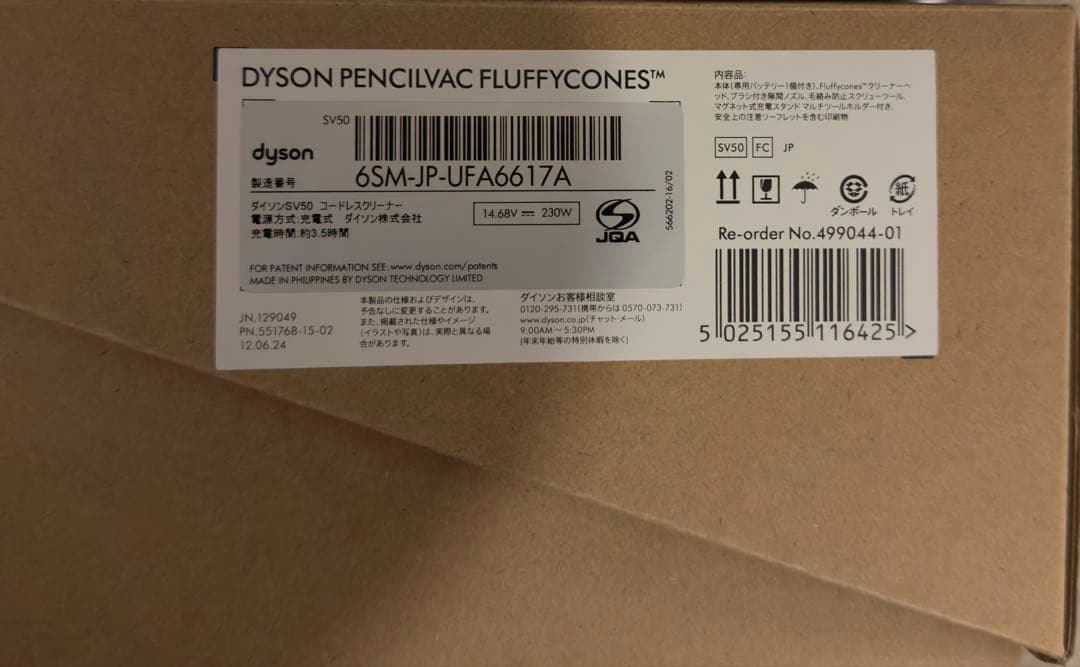 DYSON PENCILVAC FLUFFYCONES™
SV50
dyson
製造番号
6SM-JP-UFA6617A
ダイソンSV50 コードレスクリーナー
電源方式:充電式 ダイソン株式会社
充電時間:約3.5時間
14.68V ⎓ 230W
JQA
566202-16/02
FOR PATENT INFORMATION SEE: www.dyson.com/patents
MADE IN PHILIPPINES BY DYSON TECHNOLOGY LIMITED
JN.129049
PN.551768-15-02
12.06.24
本製品の仕様およびデザインは、
予告なしに変更することがあります。
また、掲載された仕様やイメージ
(イラストや写真)は、実際と異なる場
合があります。
ダイソンお客様相談室
0120-295-731(携帯からは 0570-073-731)
www.dyson.co.jp(チャット・メール)
9:00AM～5:30PM
(年末年始等の特別休暇を除く)
内容品:
本体(専用バッテリー1個付き)、Fluffycones™クリーナーヘ
ッド、ブラシ付き隙間ノズル、毛絡み防止スクリューツール、
マグネット式充電スタンド マルチツールホルダー付き、
安全上の注意リーフレットを含む印刷物
SV50 FC JP
ダンボール
紙
トレイ
Re-order No.499044-01
5 025155 116425 >